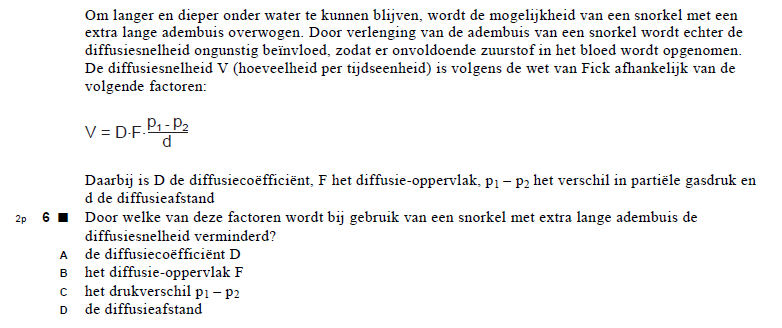 Om langer en dieper onder water te kunnen blijven, wordt de mogelijkheid van een snorkel met een
extra lange adembuis overwogen. Door verlenging van de adembuis van een snorkel wordt echter de
diffusiesnelheid ongunstig beïnvloed, zodat er onvoldoende zuurstof in het bloed wordt opgenomen.
De diffusiesnelheid V (hoeveelheid per tijdseenheid) is volgens de wet van Fick afhankelijk van de
volgende factoren:
V = D·F· p₁ - p₂ / d
Daarbij is D de diffusiecoëfficiënt, F het diffusie-oppervlak, p₁ – p₂ het verschil in partiële gasdruk en
d de diffusieafstand
2p 6 ■ Door welke van deze factoren wordt bij gebruik van een snorkel met extra lange adembuis de
diffusiesnelheid verminderd?
A de diffusiecoëfficiënt D
B het diffusie-oppervlak F
C het drukverschil p₁ – p₂
D de diffusieafstand